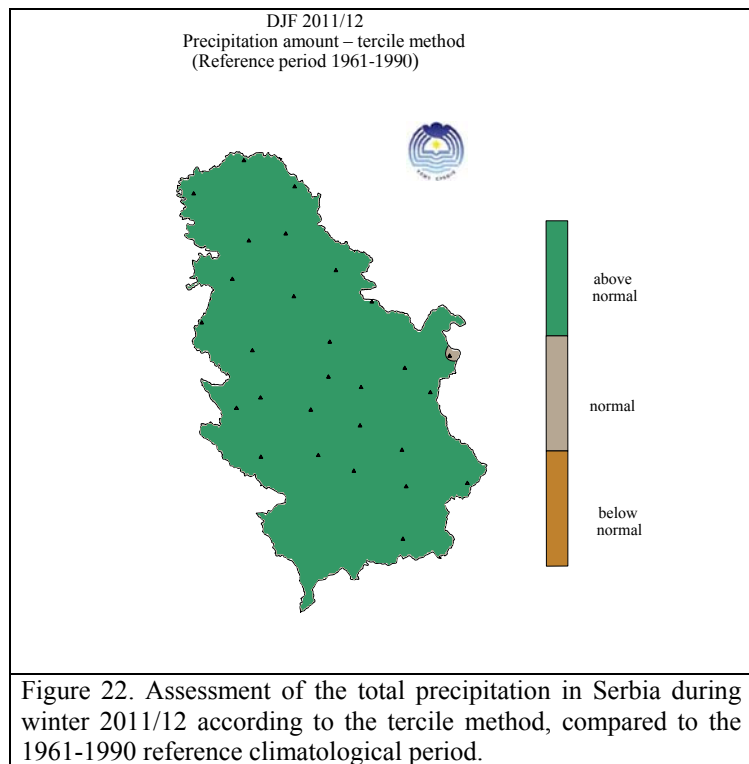 DJF 2011/12
Precipitation amount – tercile method
(Reference period 1961-1990)
above
normal
normal
below
normal
Figure 22. Assessment of the total precipitation in Serbia during
winter 2011/12 according to the tercile method, compared to the
1961-1990 reference climatological period.